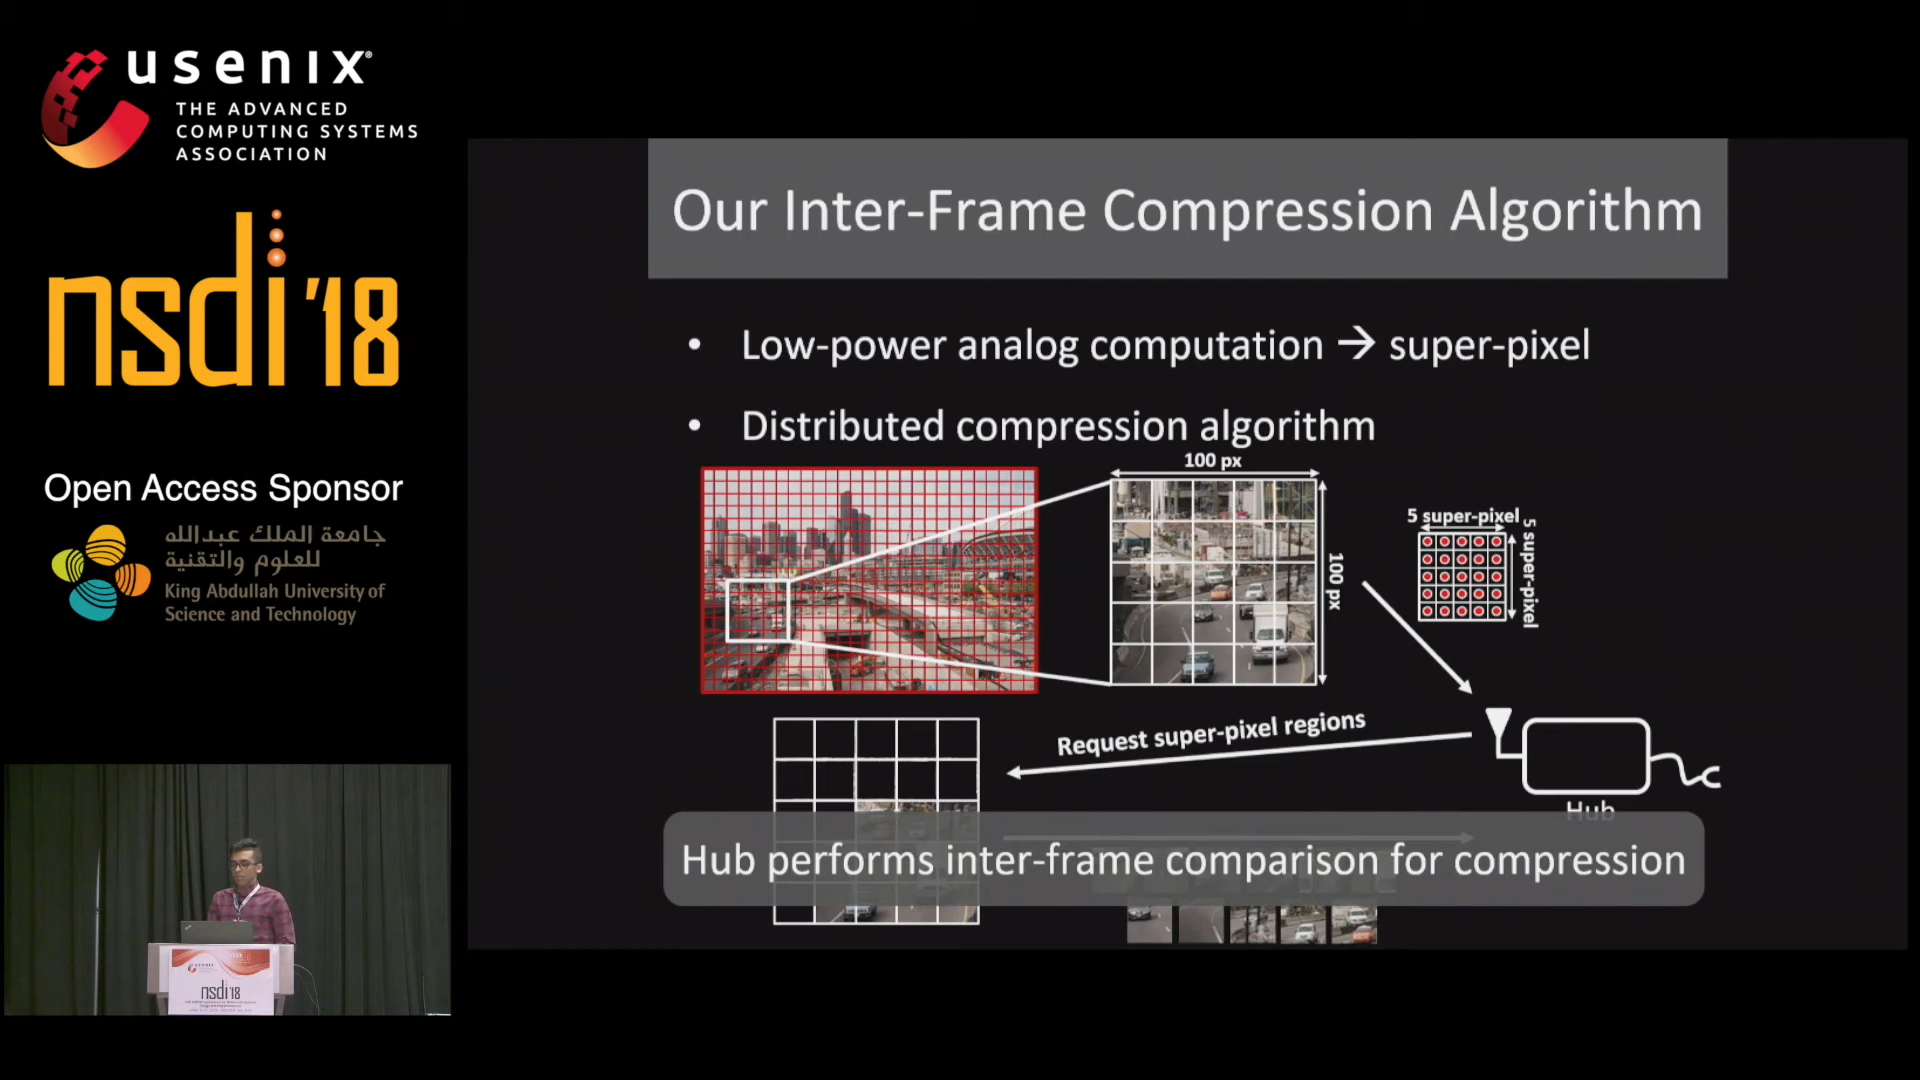 usenix®
THE ADVANCED
COMPUTING SYSTEMS
ASSOCIATION
nsdi '18
Open Access Sponsor
جامعة الملك عبدالله
للعلوم والتقنية
King Abdullah University of
Science and Technology
Our Inter-Frame Compression Algorithm
• Low-power analog computation → super-pixel
• Distributed compression algorithm
100 px
100 px
5 super-pixel
5 super-pixel
Request super-pixel regions
Hub
Hub performs inter-frame comparison for compression
usenix
nsdi '18